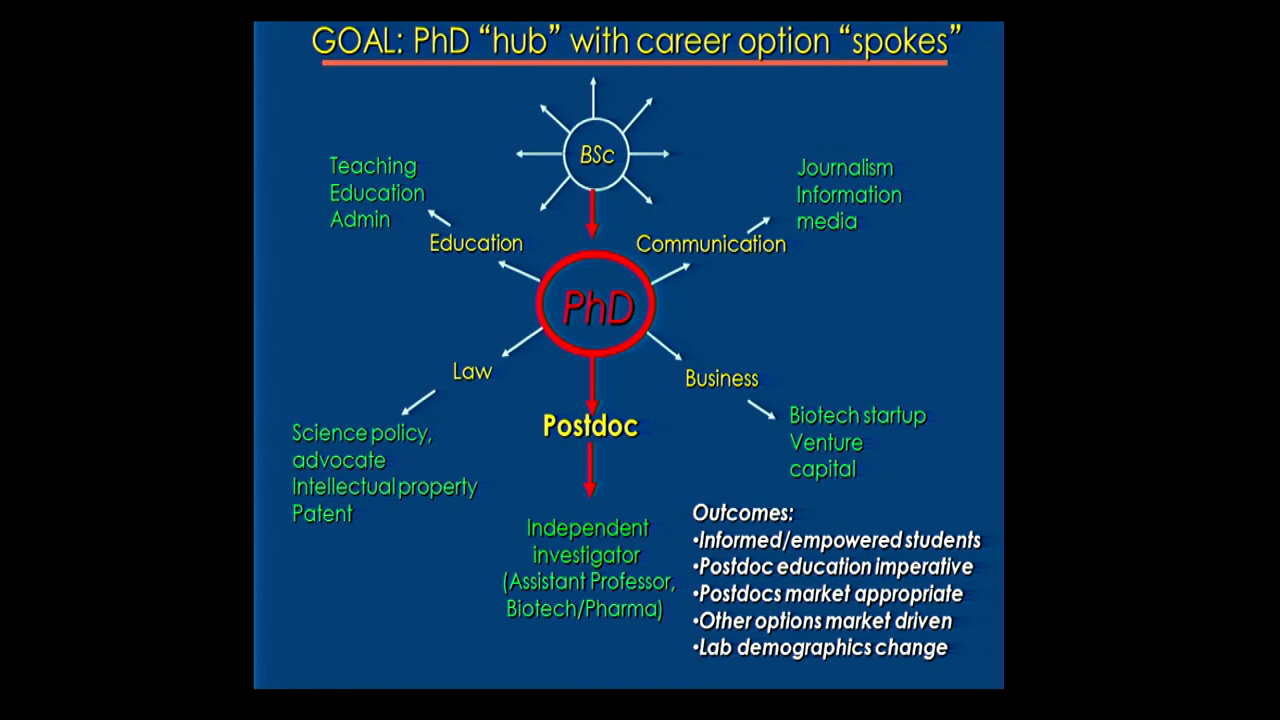 GOAL: PhD “hub” with career option “spokes”
BSc
Teaching
Education
Admin
Journalism
Information
media
Education
Communication
PhD
Law
Business
Science policy,
advocate
Intellectual property
Patent
Postdoc
Biotech startup
Venture
capital
Independent
investigator
(Assistant Professor,
Biotech/Pharma)
Outcomes:
•Informed/empowered students
•Postdoc education imperative
•Postdocs market appropriate
•Other options market driven
•Lab demographics change